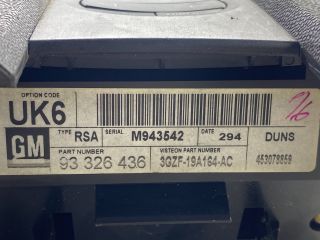 OPTION CODE
UK6
TYPE RSA SERIAL M943542 DATE 294 DUNS
GM
PART NUMBER VISTEON PART NUMBER
93 326 436 3GZF-19A164-AC 453079859